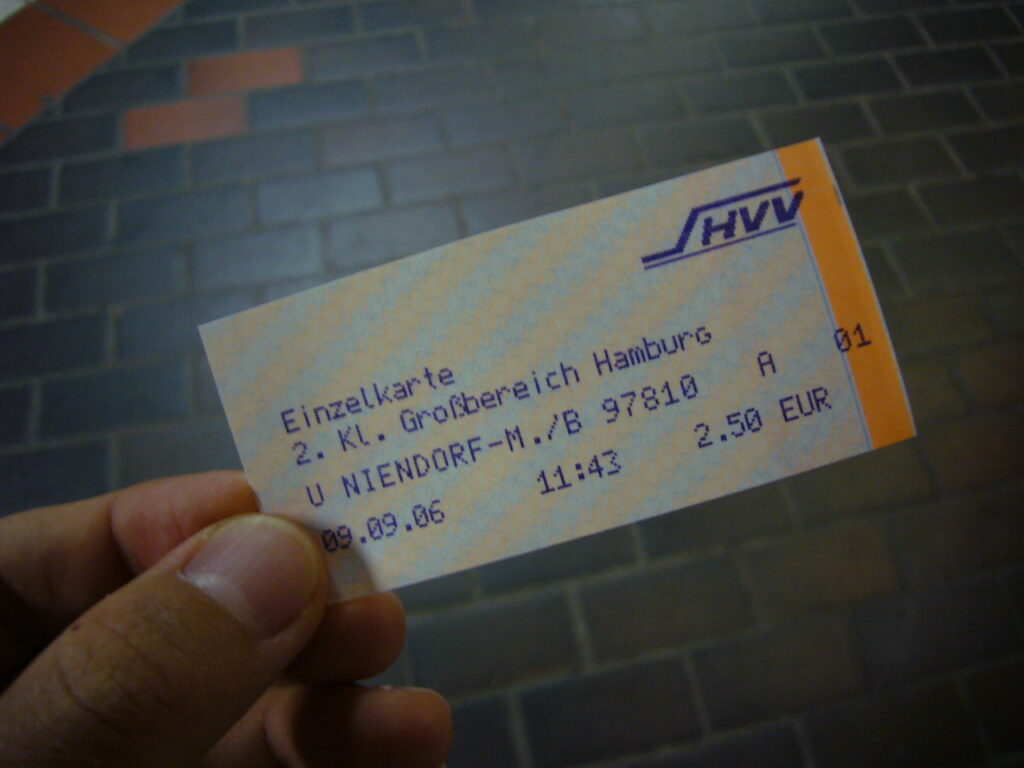 HVV
Einzelkarte
2. Kl. Großbereich Hamburg
U NIENDORF-M./B 97810 A 01
09.09.06 11:43 2.50 EUR